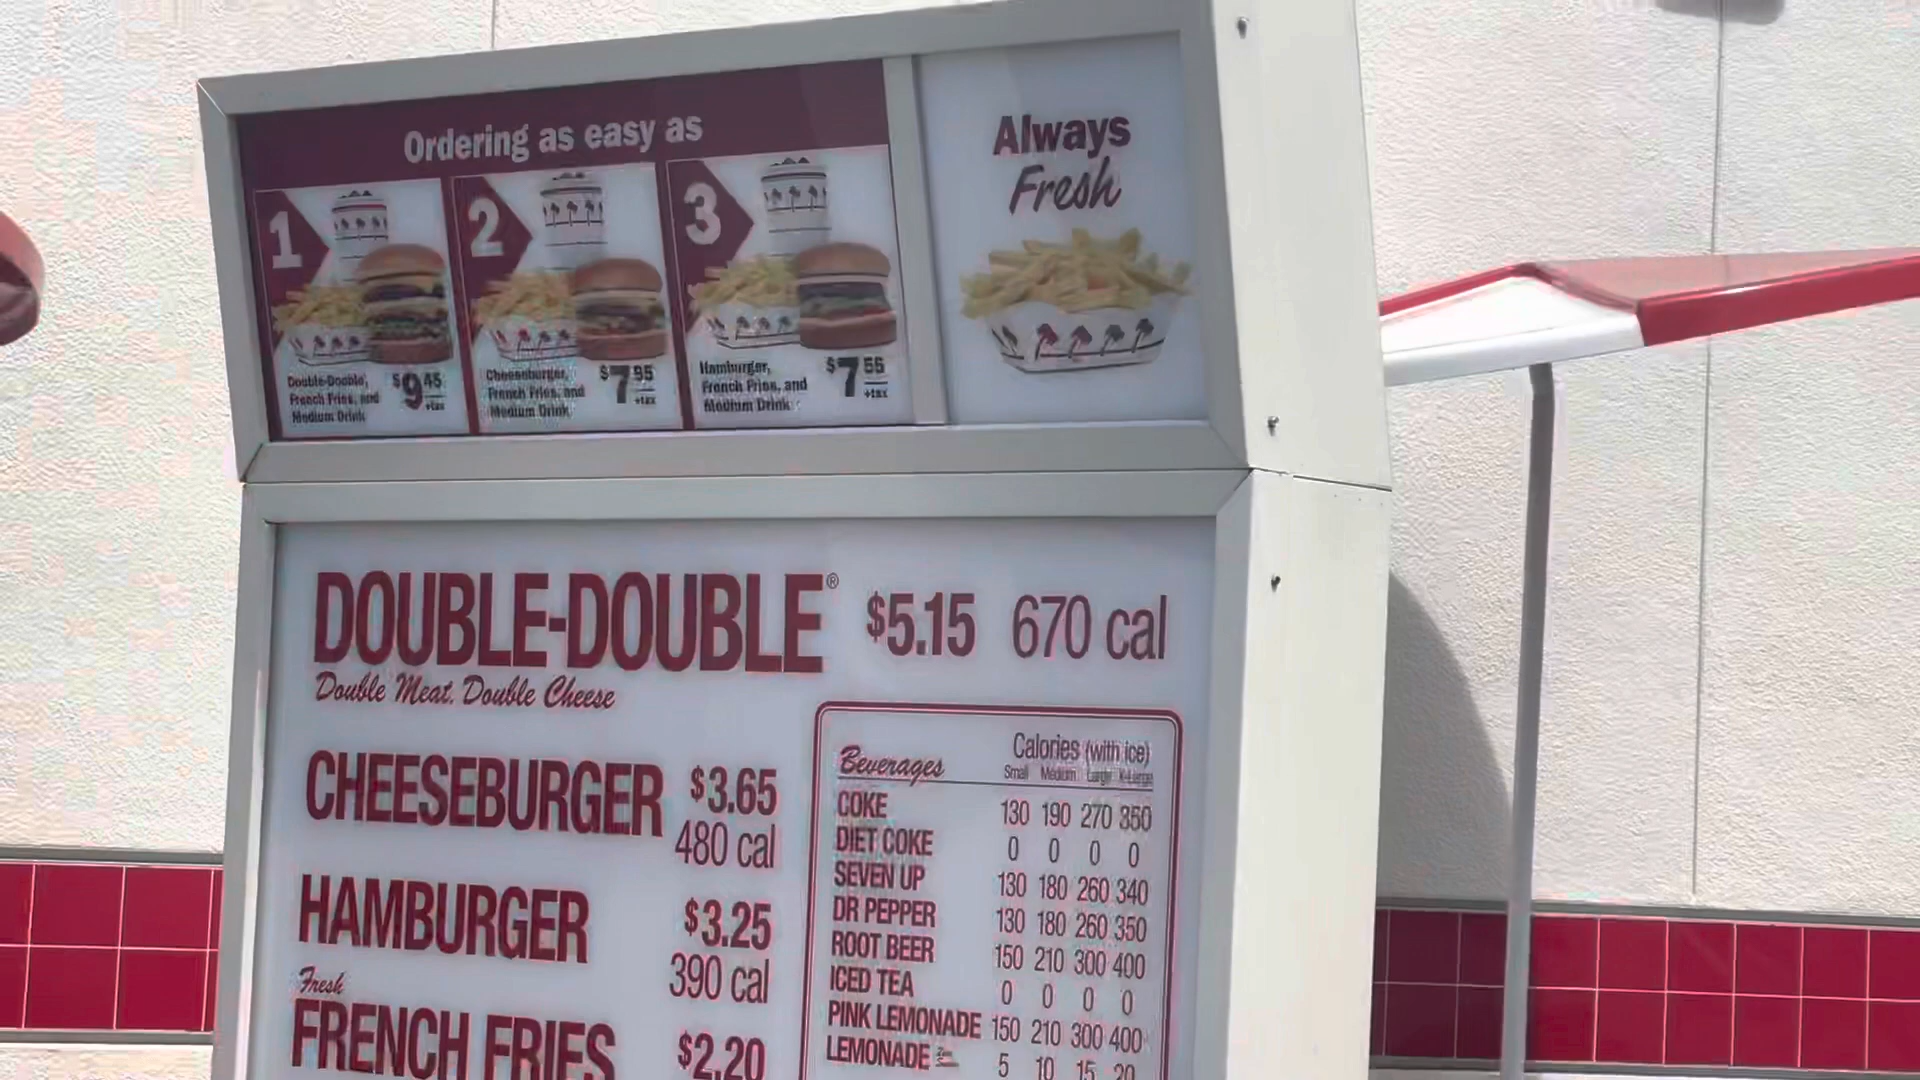 Ordering as easy as
1
Double-Double,
French Fries, and
Medium Drink
$9 45
+tax
2
Cheeseburger,
French Fries, and
Medium Drink
$7 95
+tax
3
Hamburger,
French Fries, and
Medium Drink
$7 55
+tax
Always
Fresh
DOUBLE-DOUBLE® $5.15 670 cal
Double Meat. Double Cheese
CHEESEBURGER $3.65
480 cal
HAMBURGER $3.25
390 cal
Fresh
FRENCH FRIES $2.20
Beverages Calories (with ice)
Small Medium Large X-Large
COKE 130 190 270 350
DIET COKE 0 0 0 0
SEVEN UP 130 180 260 340
DR PEPPER 130 180 260 350
ROOT BEER 150 210 300 400
ICED TEA 0 0 0 0
PINK LEMONADE 150 210 300 400
LEMONADE 5 10 15 20